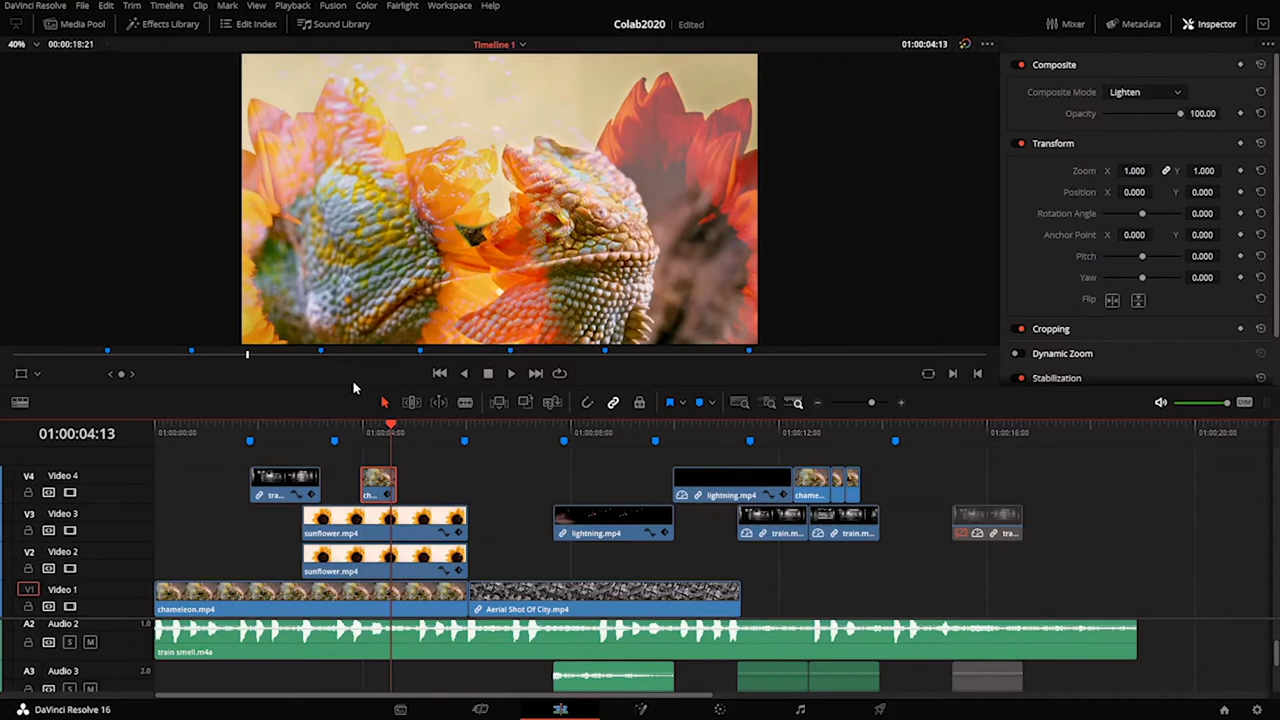 DaVinci Resolve File Edit Trim Timeline Clip Mark View Playback Fusion Color Fairlight Workspace Help
Media Pool Effects Library Edit Index Sound Library Colab2020 Edited Mixer Metadata Inspector
40% 00:00:18:21 Timeline 1 01:00:04:13
Composite
Composite Mode Lighten
Opacity 100.00
Transform
Zoom X 1.000 Y 1.000
Position X 0.000 Y 0.000
Rotation Angle 0.000
Anchor Point X 0.000 Y 0.000
Pitch 0.000
Yaw 0.000
Flip
Cropping
Dynamic Zoom
Stabilization
DIM
01:00:04:13 01:00:00:00 01:00:04:00 01:00:08:00 01:00:12:00 01:00:16:00 01:00:20:00
V4 Video 4
tra... ch... lightning.mp4 chame...
V3 Video 3
sunflower.mp4 lightning.mp4 train.m... train.m... tra...
V2 Video 2
sunflower.mp4
V1 Video 1
chameleon.mp4 Aerial Shot Of City.mp4
A2 Audio 2 1.0
S M
train smell.m4a
A3 Audio 3 1.0
S M
DaVinci Resolve 16